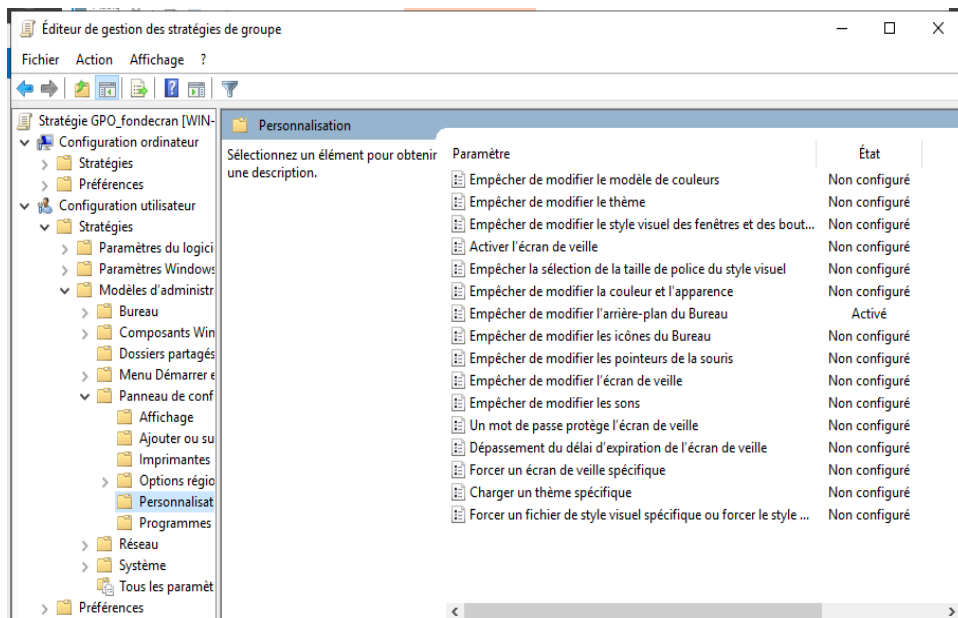 Éditeur de gestion des stratégies de groupe
Fichier Action Affichage ?
Stratégie GPO_fondecran [WIN-
Configuration ordinateur
Stratégies
Préférences
Configuration utilisateur
Stratégies
Paramètres du logici
Paramètres Windows
Modèles d'administr
Bureau
Composants Win
Dossiers partagés
Menu Démarrer e
Panneau de conf
Affichage
Ajouter ou su
Imprimantes
Options régio
Personnalisat
Programmes
Réseau
Système
Tous les paramèt
Préférences
Personnalisation
Sélectionnez un élément pour obtenir
une description.
Paramètre État
Empêcher de modifier le modèle de couleurs Non configuré
Empêcher de modifier le thème Non configuré
Empêcher de modifier le style visuel des fenêtres et des bout... Non configuré
Activer l'écran de veille Non configuré
Empêcher la sélection de la taille de police du style visuel Non configuré
Empêcher de modifier la couleur et l'apparence Non configuré
Empêcher de modifier l'arrière-plan du Bureau Activé
Empêcher de modifier les icônes du Bureau Non configuré
Empêcher de modifier les pointeurs de la souris Non configuré
Empêcher de modifier l'écran de veille Non configuré
Empêcher de modifier les sons Non configuré
Un mot de passe protège l'écran de veille Non configuré
Dépassement du délai d'expiration de l'écran de veille Non configuré
Forcer un écran de veille spécifique Non configuré
Charger un thème spécifique Non configuré
Forcer un fichier de style visuel spécifique ou forcer le style ... Non configuré